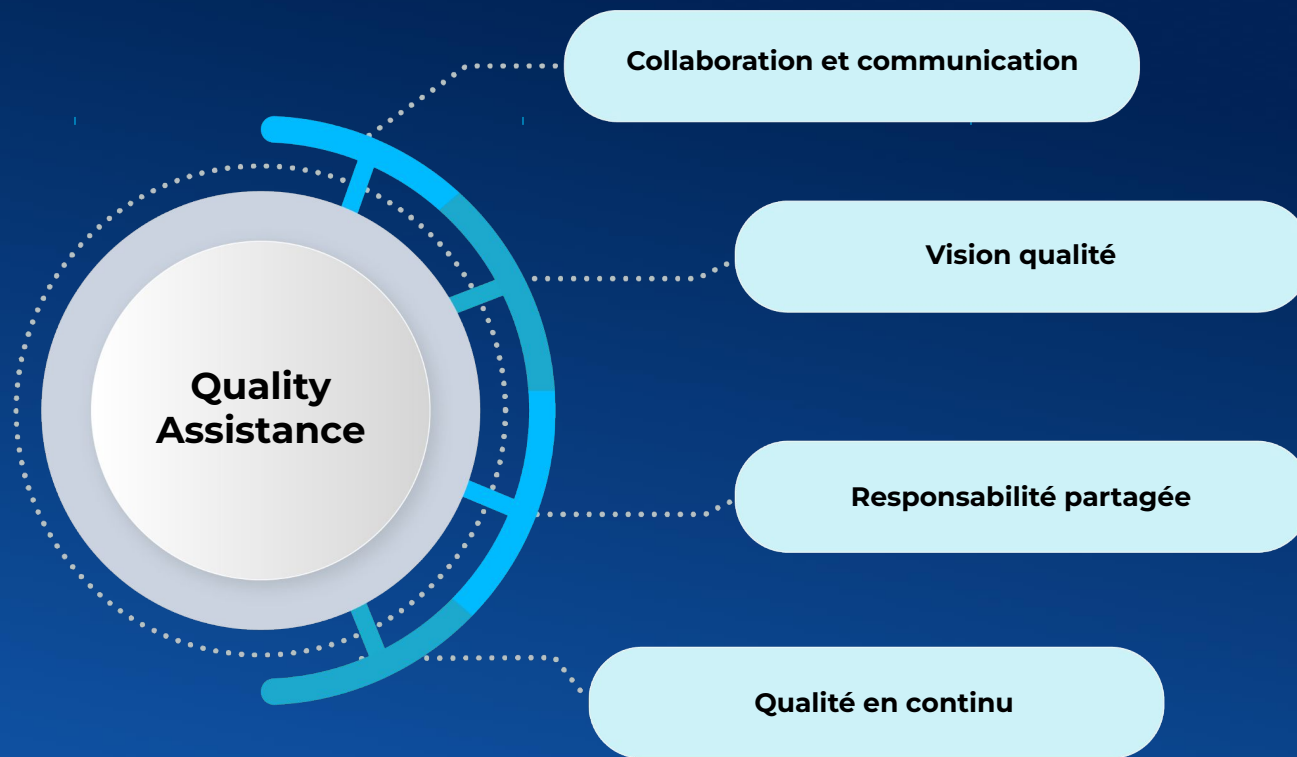 Collaboration et communication
Vision qualité
Quality
Assistance
Responsabilité partagée
Qualité en continu